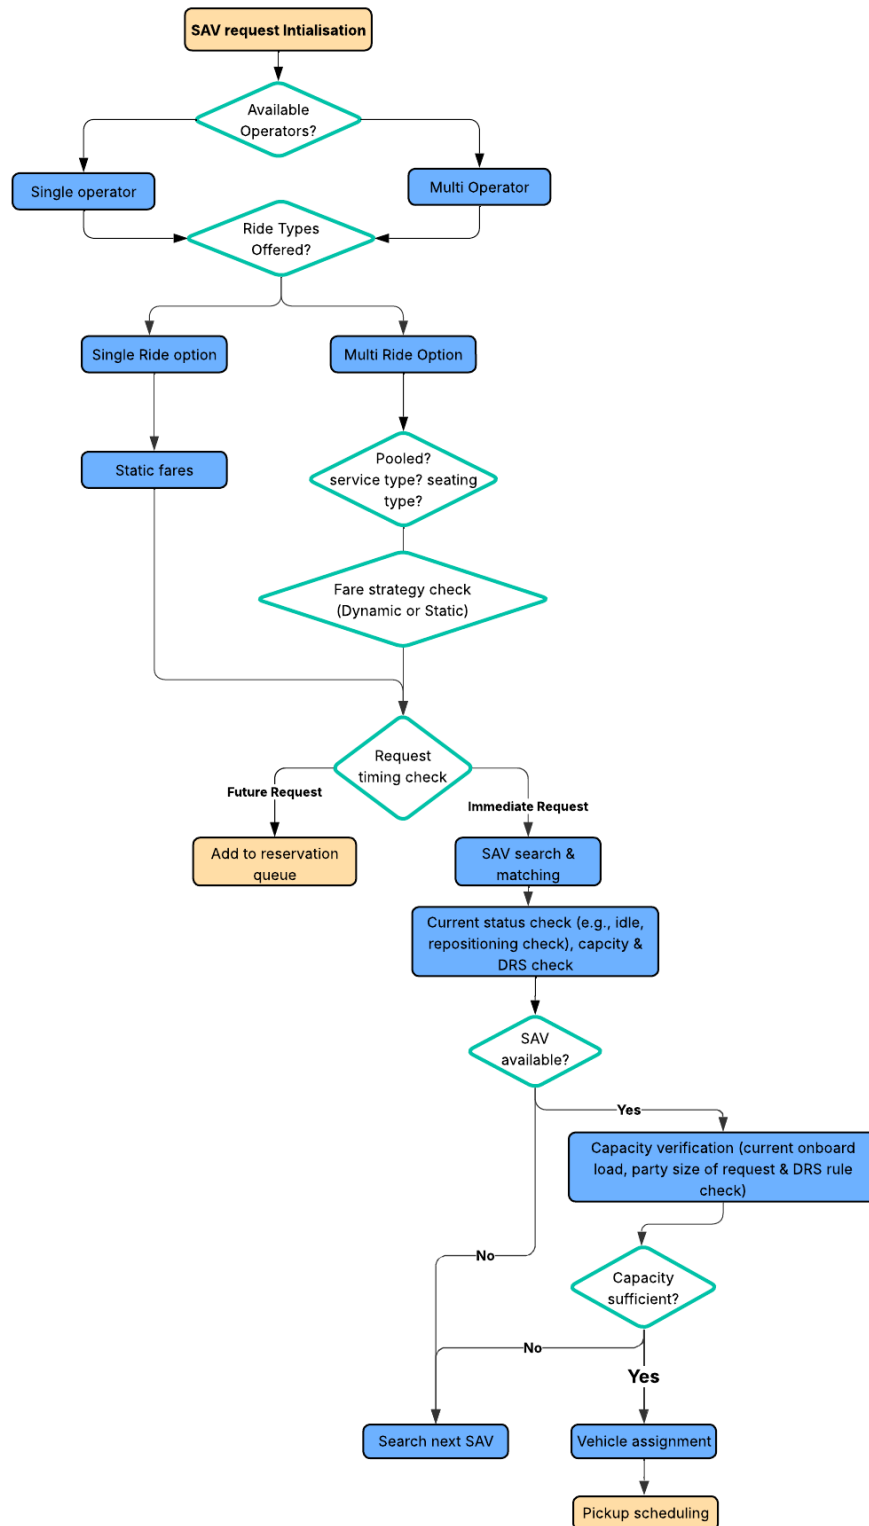 SAV request Intialisation
Available
Operators?
Single operator
Multi Operator
Ride Types
Offered?
Single Ride option
Multi Ride Option
Static fares
Pooled?
service type? seating
type?
Fare strategy check
(Dynamic or Static)
Request
timing check
Future Request
Immediate Request
Add to reservation
queue
SAV search &
matching
Current status check (e.g., idle,
repositioning check), capcity &
DRS check
SAV
available?
Yes
Capacity verification (current onboard
load, party size of request & DRS rule
check)
No
Capacity
sufficient?
No
Yes
Search next SAV
Vehicle assignment
Pickup scheduling